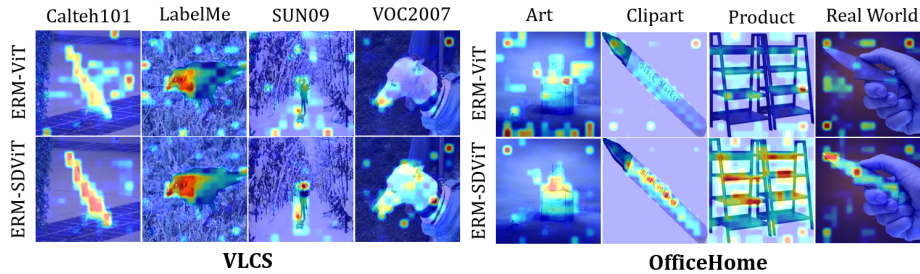 Calteh101 LabelMe SUN09 VOC2007 Art Clipart Product Real World
ERM-ViT ERM-ViT
ERM-SDViT ERM-SDViT
VLCS OfficeHome